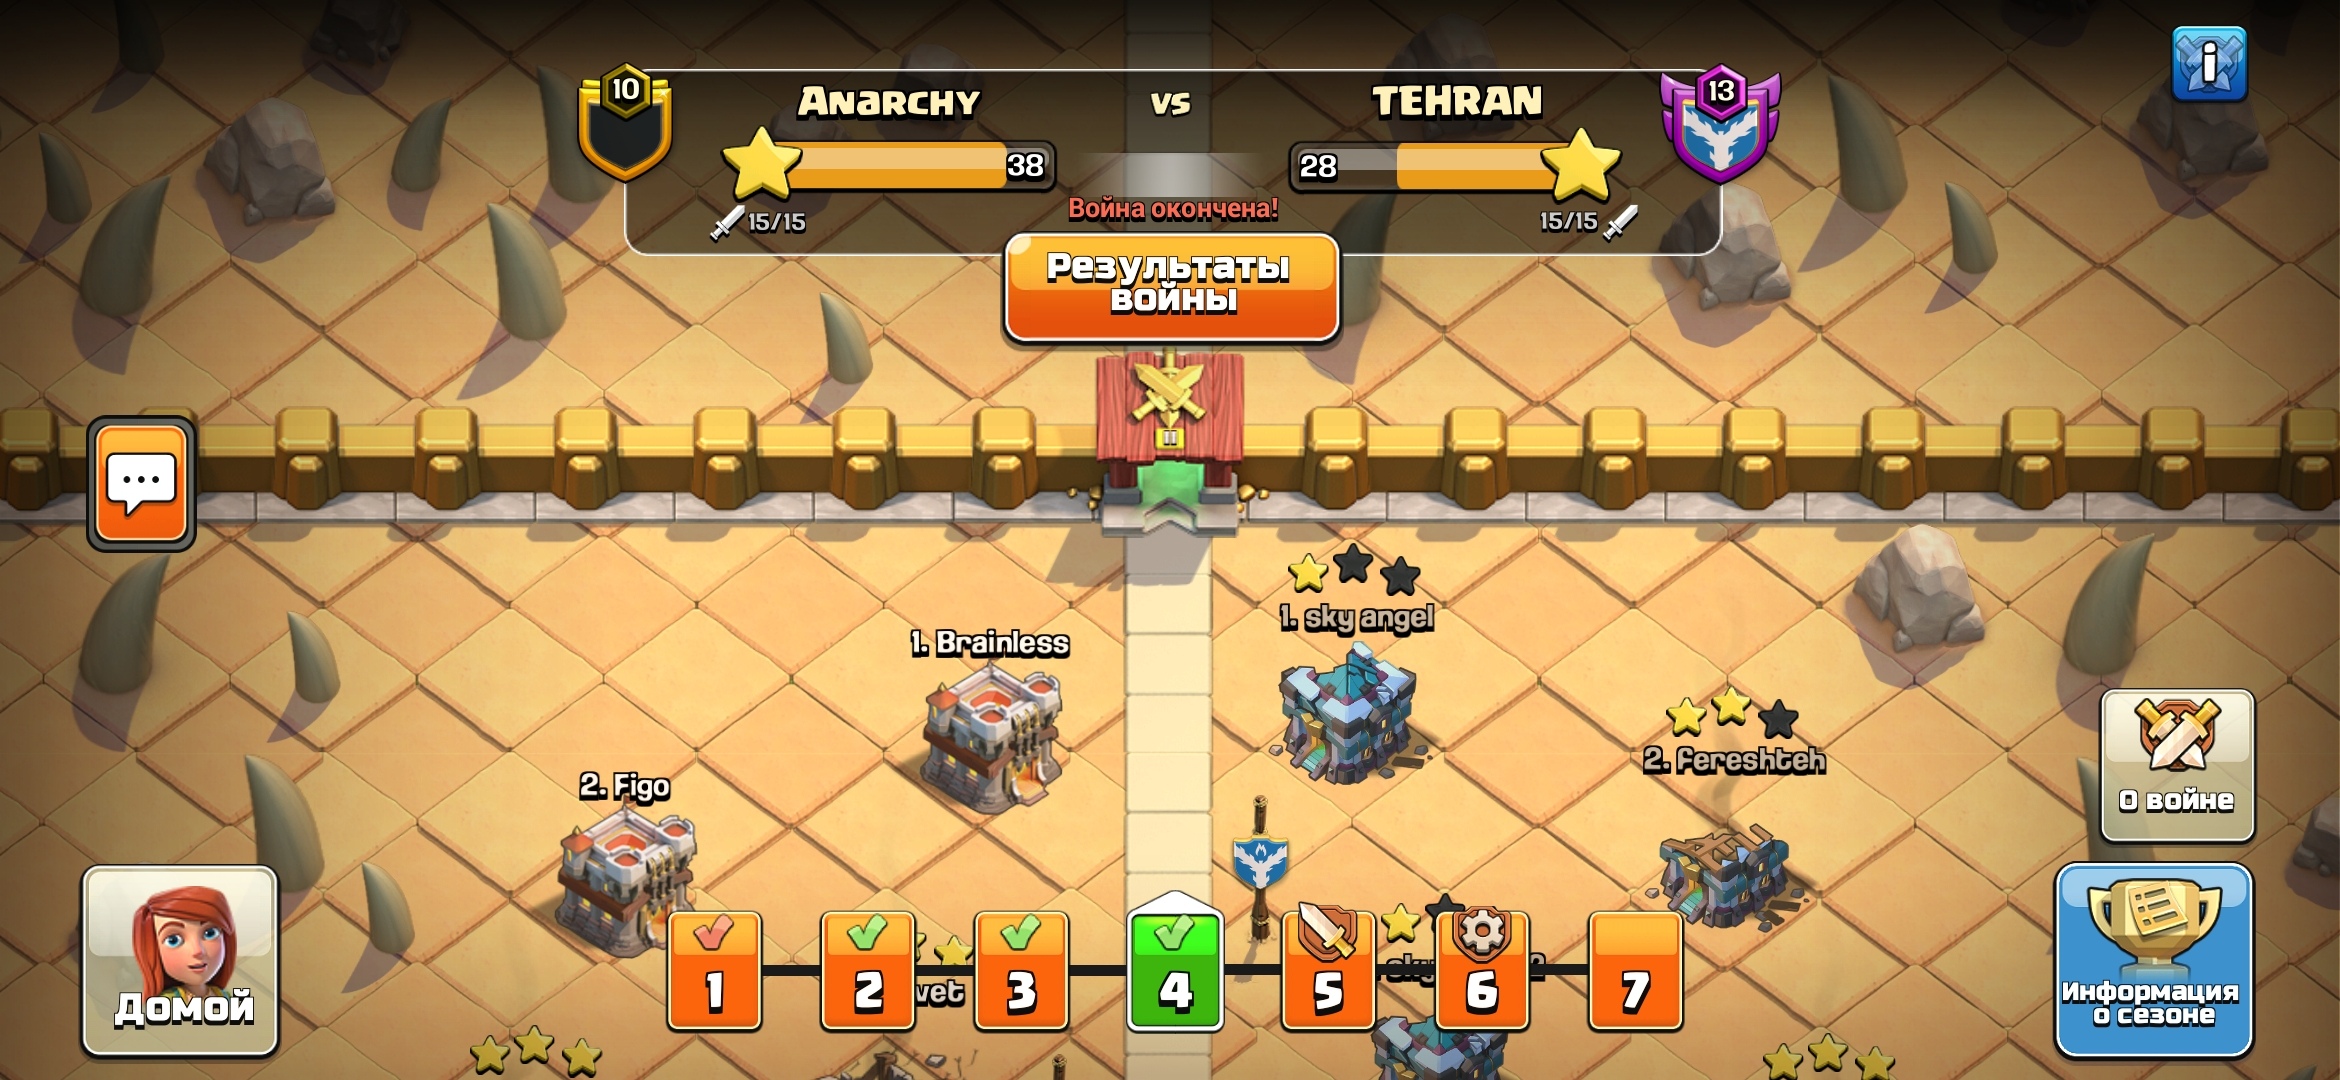 10
Anarchy
vs
TEHRAN
13
38
28
15/15
Война окончена!
15/15
Результаты
войны
1. sky angel
1. Brainless
2. fereshteh
2. Figo
О войне
Домой
1
2
3
4
5
6
7
Информация
о сезоне